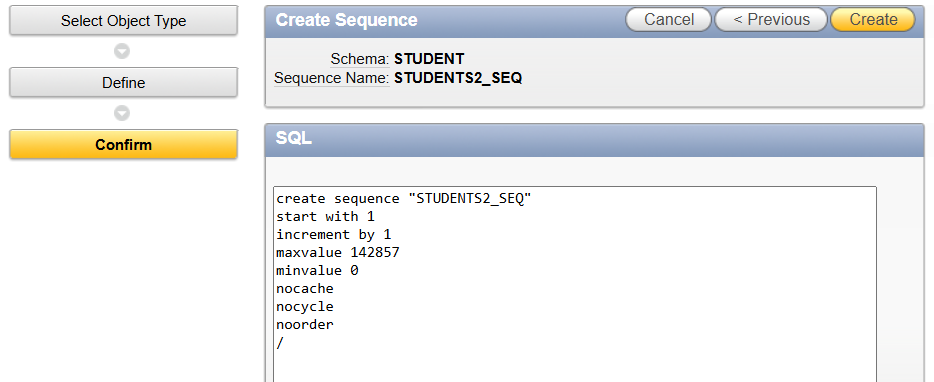 Select Object Type
Define
Confirm
Create Sequence
Cancel
< Previous
Create
Schema: STUDENT
Sequence Name: STUDENTS2_SEQ
SQL
create sequence "STUDENTS2_SEQ"
start with 1
increment by 1
maxvalue 142857
minvalue 0
nocache
nocycle
noorder
/